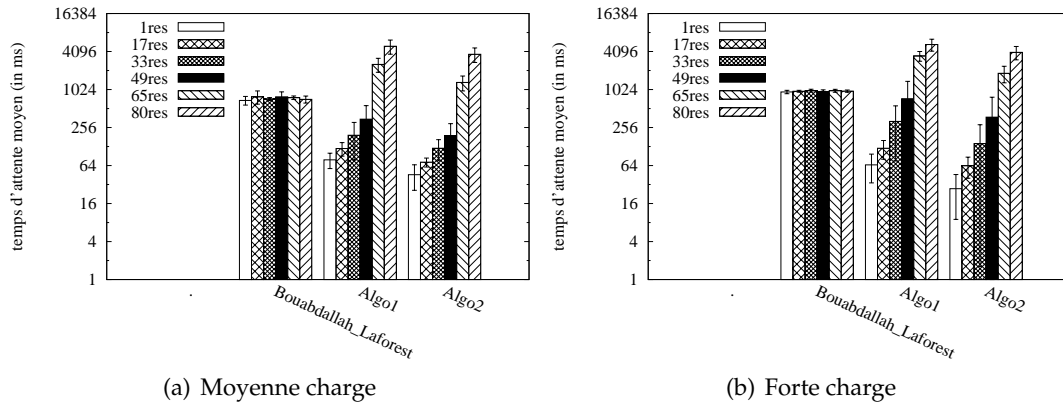 temps d'attente moyen (in ms)
16384
4096
1024
256
64
16
4
1
1res
17res
33res
49res
65res
80res
.
Bouabdallah_Laforest
Algo1
Algo2
(a) Moyenne charge
temps d'attente moyen (in ms)
16384
4096
1024
256
64
16
4
1
1res
17res
33res
49res
65res
80res
.
Bouabdallah_Laforest
Algo1
Algo2
(b) Forte charge